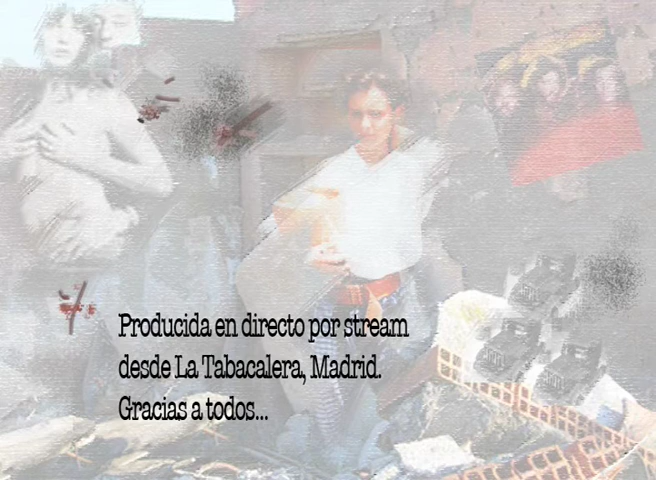 Producida en directo por stream
desde La Tabacalera, Madrid.
Gracias a todos...